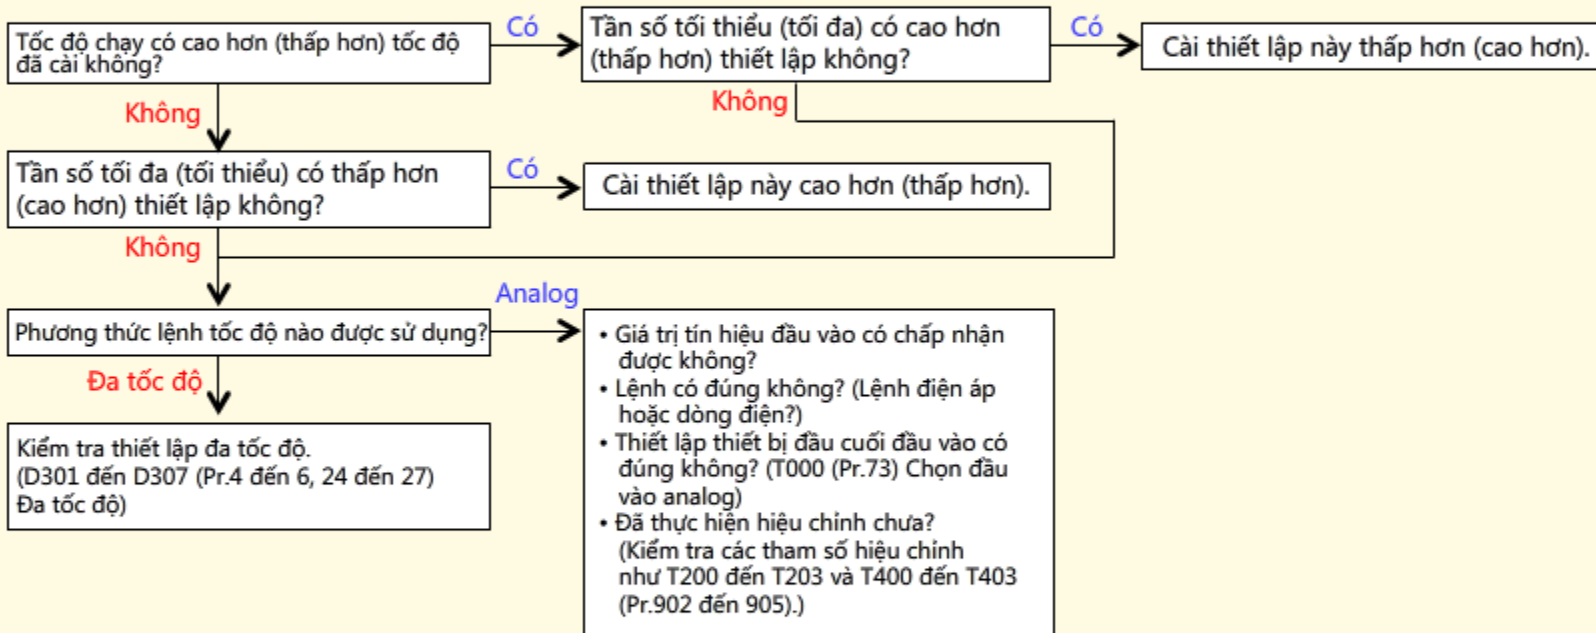 Tốc độ chạy có cao hơn (thấp hơn) tốc độ
đã cài không?
Có
Tần số tối thiểu (tối đa) có cao hơn
(thấp hơn) thiết lập không?
Có
Cài thiết lập này thấp hơn (cao hơn).
Không
Không
Tần số tối đa (tối thiểu) có thấp hơn
(cao hơn) thiết lập không?
Có
Cài thiết lập này cao hơn (thấp hơn).
Không
Phương thức lệnh tốc độ nào được sử dụng?
Analog
• Giá trị tín hiệu đầu vào có chấp nhận
được không?
• Lệnh có đúng không? (Lệnh điện áp
hoặc dòng điện?)
• Thiết lập thiết bị đầu cuối đầu vào có
đúng không? (T000 (Pr.73) Chọn đầu
vào analog)
• Đã thực hiện hiệu chỉnh chưa?
(Kiểm tra các tham số hiệu chỉnh
như T200 đến T203 và T400 đến T403
(Pr.902 đến 905).)
Đa tốc độ
Kiểm tra thiết lập đa tốc độ.
(D301 đến D307 (Pr.4 đến 6, 24 đến 27)
Đa tốc độ)